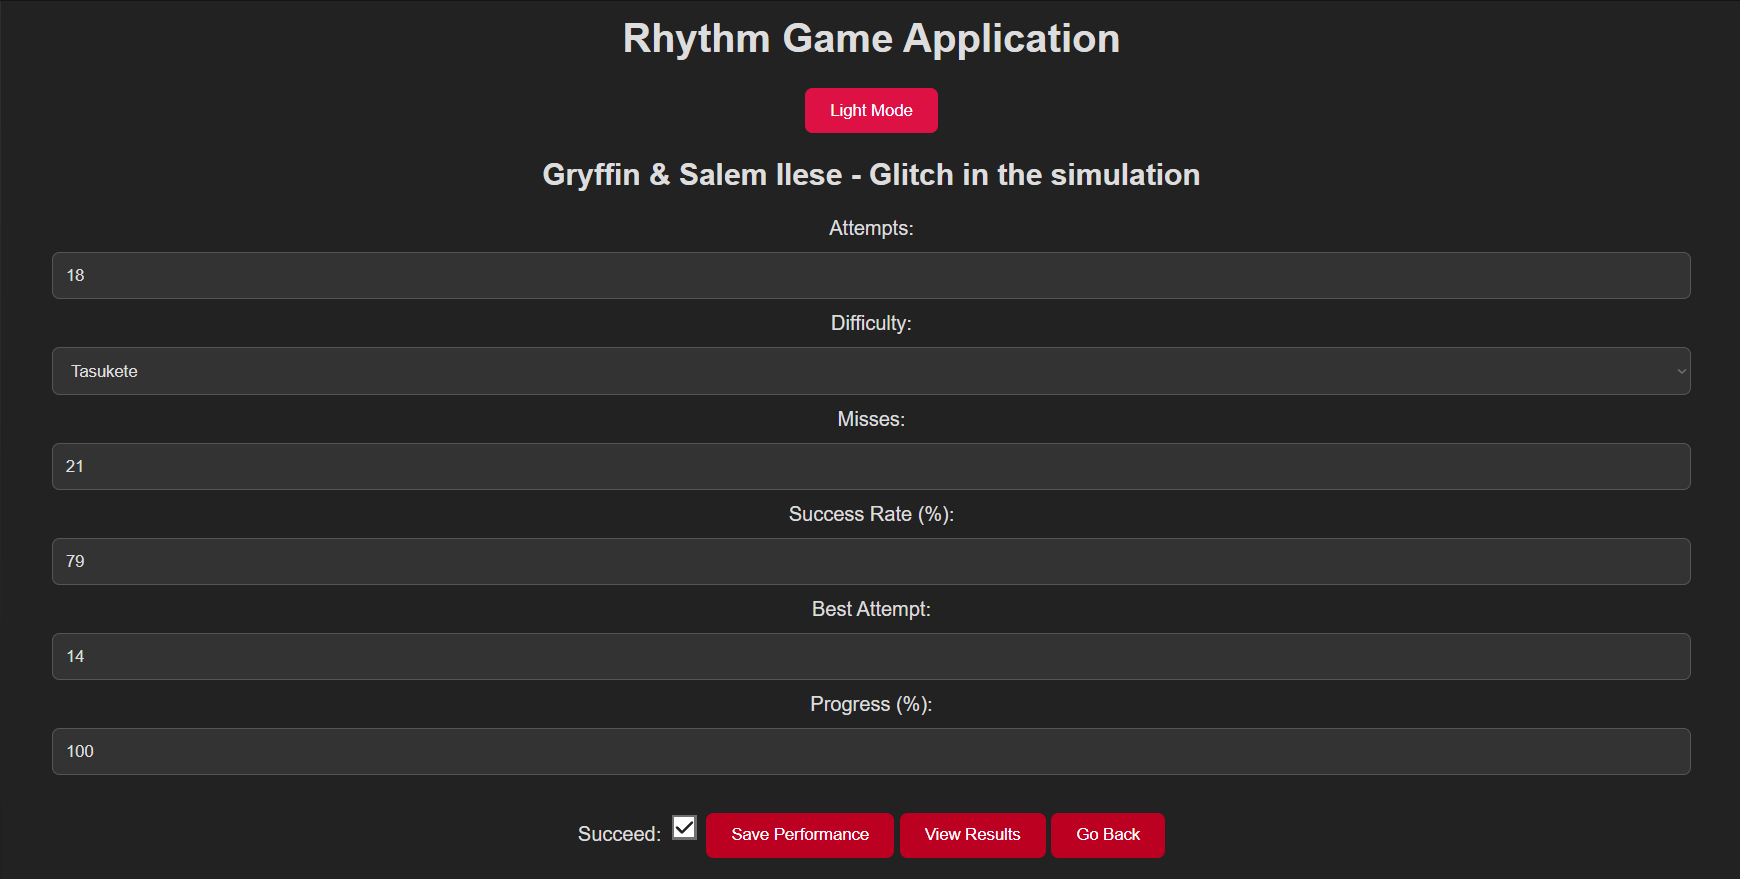 Rhythm Game Application
Light Mode
Gryffin & Salem Ilese - Glitch in the simulation
Attempts:
18
Difficulty:
Tasukete
Misses:
21
Success Rate (%):
79
Best Attempt:
14
Progress (%):
100
Succeed: Save Performance View Results Go Back